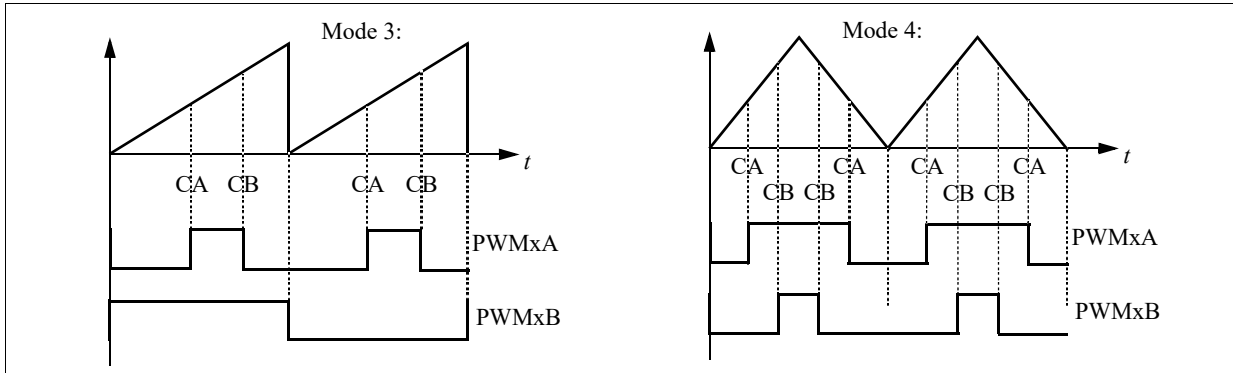 Mode 3:
t
CA CB CA CB
PWMxA
PWMxB
Mode 4:
t
CA CA CA CA
CB CB CB CB
PWMxA
PWMxB